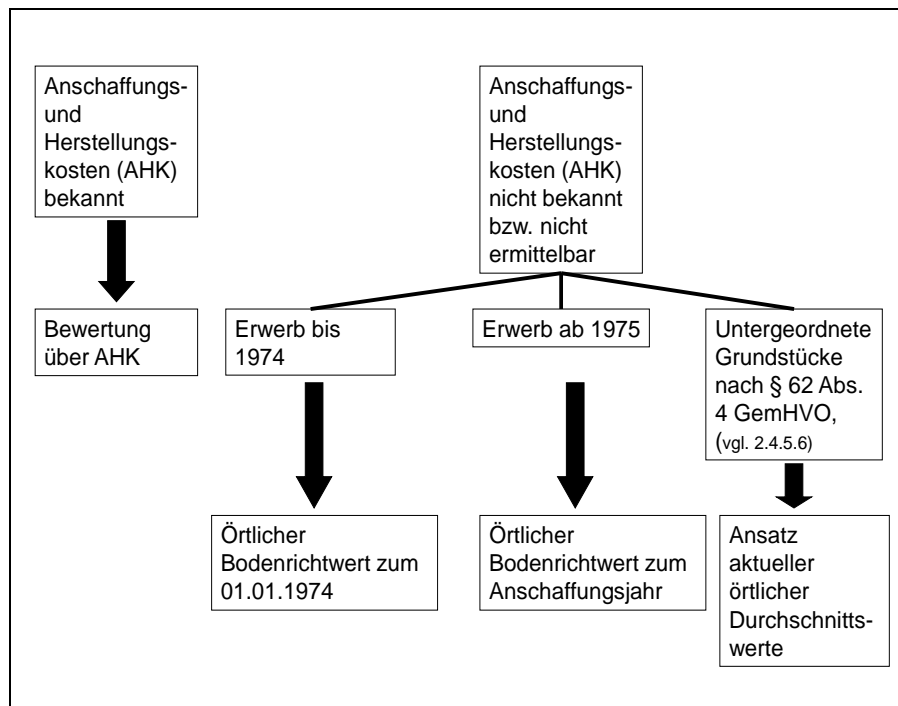 Anschaffungs-
und
Herstellungs-
kosten (AHK)
bekannt
Anschaffungs-
und
Herstellungs-
kosten (AHK)
nicht bekannt
bzw. nicht
ermittelbar
Bewertung
über AHK
Erwerb bis
1974
Erwerb ab 1975
Untergeordnete
Grundstücke
nach § 62 Abs.
4 GemHVO,
(vgl. 2.4.5.6)
Örtlicher
Bodenrichtwert zum
01.01.1974
Örtlicher
Bodenrichtwert zum
Anschaffungsjahr
Ansatz
aktueller
örtlicher
Durchschnitts-
werte